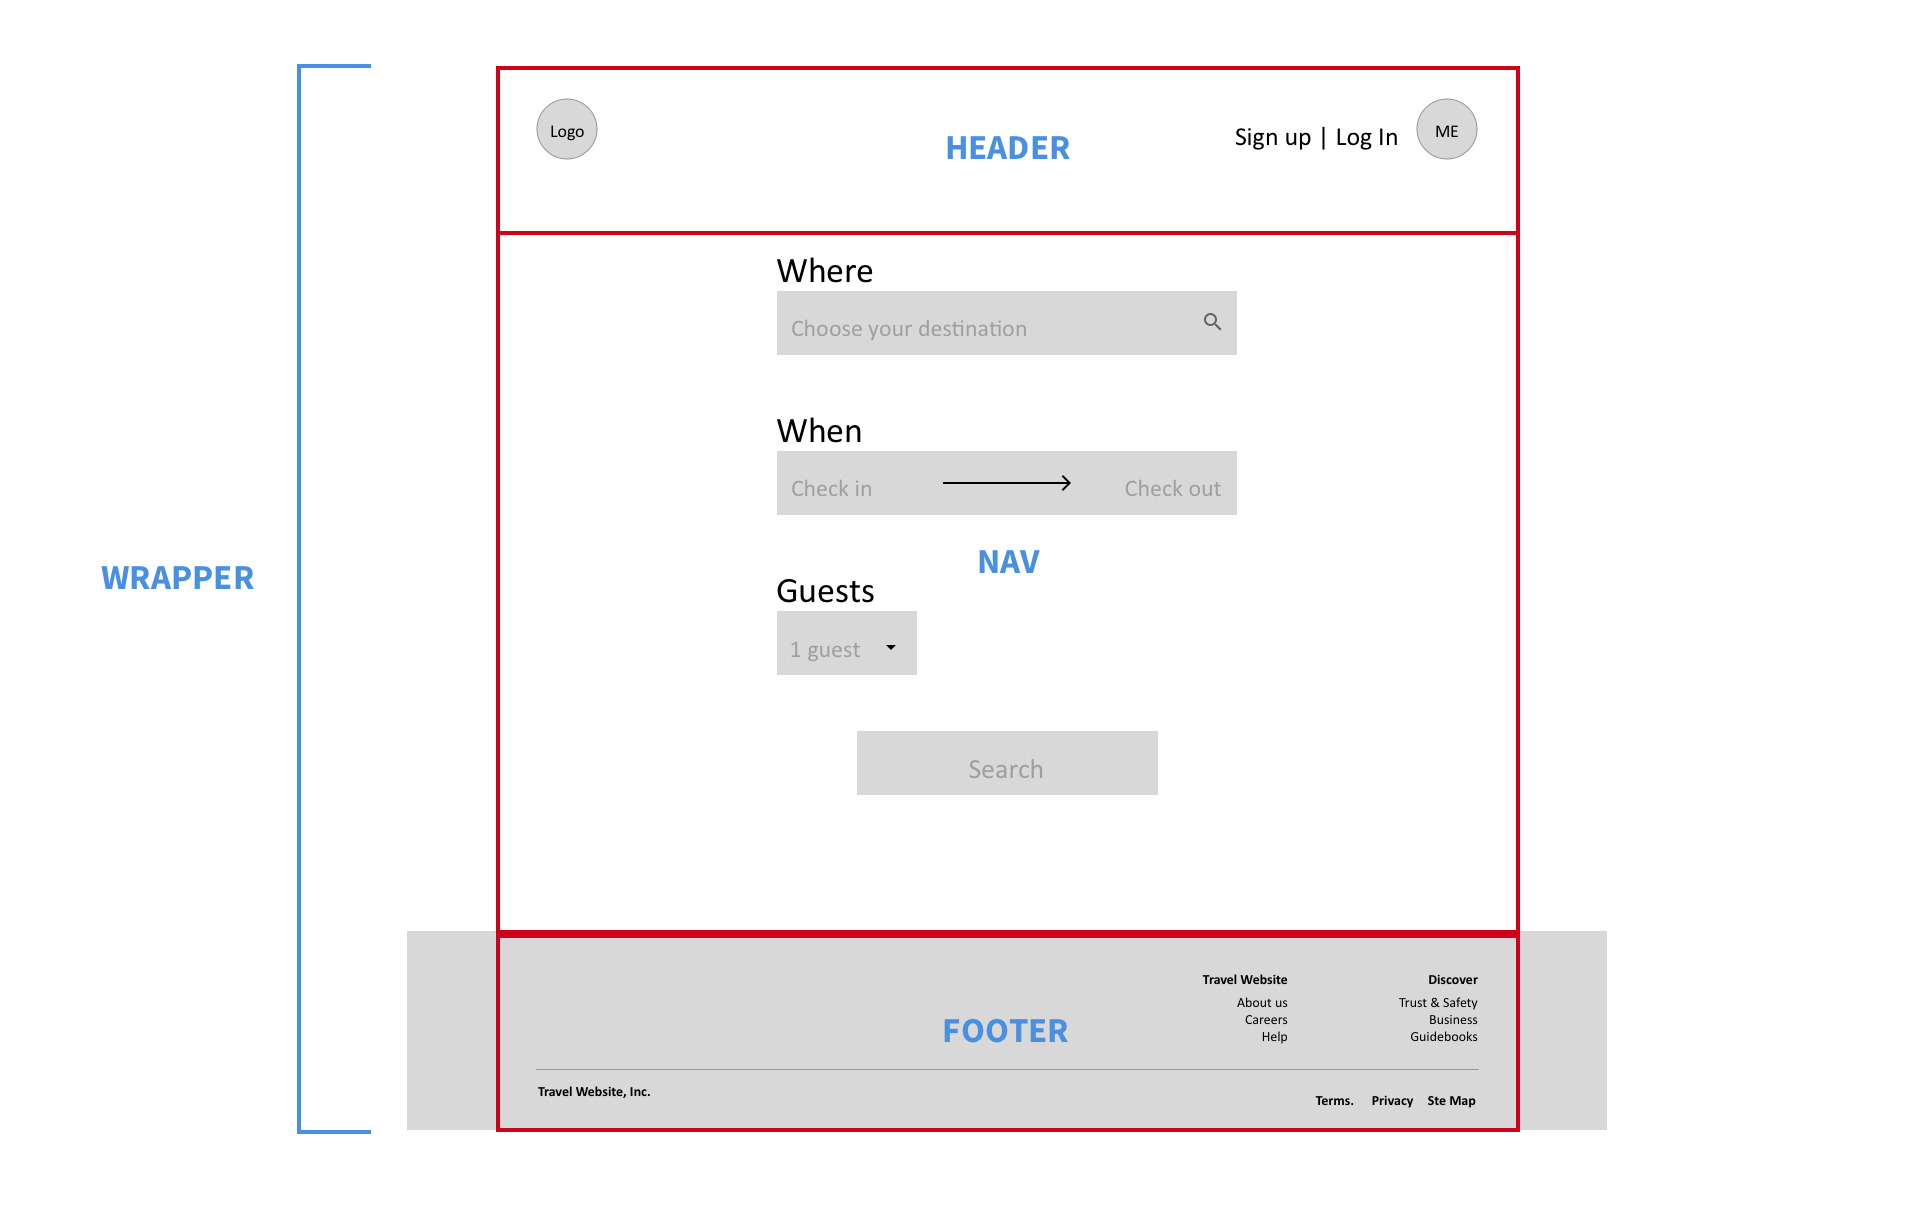 Logo
HEADER
Sign up | Log In
ME
Where
Choose your destination
When
Check in
Check out
NAV
WRAPPER
Guests
1 guest
Search
Travel Website
About us
Careers
Help
Discover
Trust & Safety
Business
Guidebooks
FOOTER
Travel Website, Inc.
Terms. Privacy Ste Map